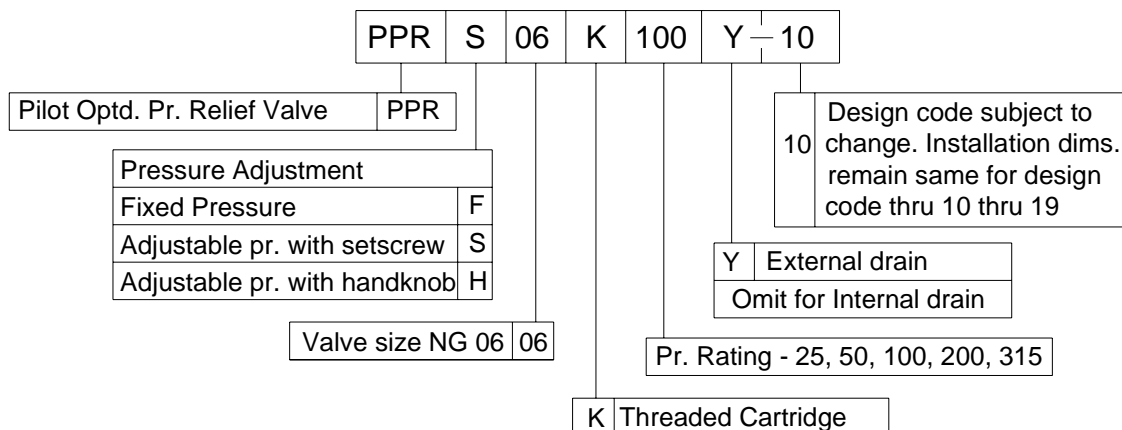 PPR S 06 K 100 Y - 10
Pilot Optd. Pr. Relief Valve PPR
Pressure Adjustment
Fixed Pressure F
Adjustable pr. with setscrew S
Adjustable pr. with handknob H
Valve size NG 06 06
K Threaded Cartridge
Pr. Rating - 25, 50, 100, 200, 315
Y External drain
Omit for Internal drain
10 Design code subject to
change. Installation dims.
remain same for design
code thru 10 thru 19